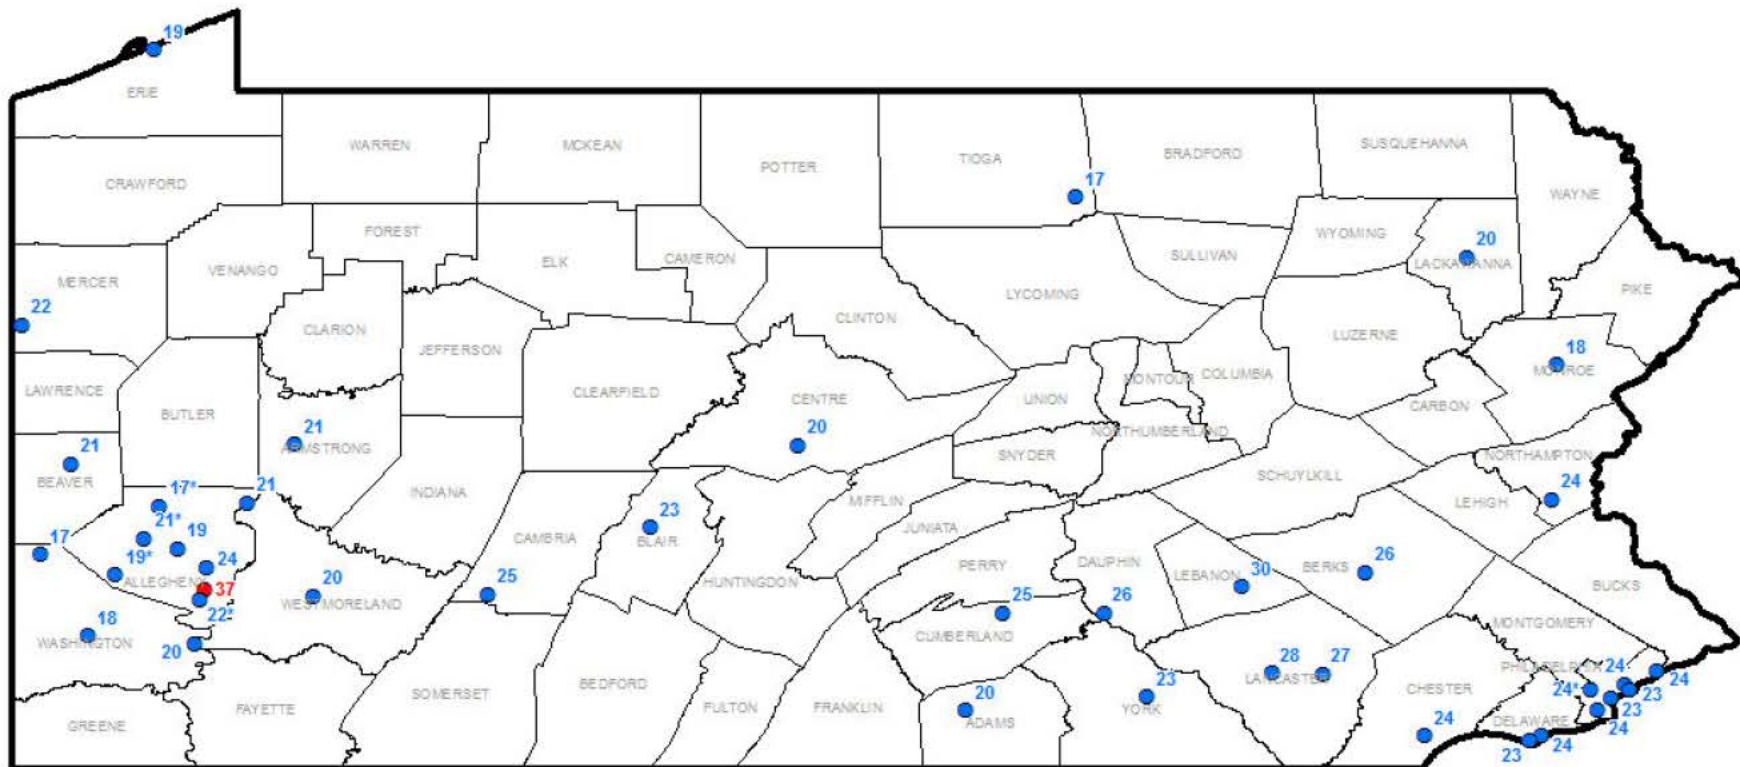 19
ERIE
WARREN
MCKEAN
POTTER
TIOGA
BRADFORD
SUSQUEHANNA
WAYNE
CRAWFORD
17
FOREST
WYOMING
20
LACKAWANNA
MERCER
VENANGO
ELK
CAMERON
SULLIVAN
PIKE
22
CLARION
CLINTON
LYCOMING
LUZERNE
JEFFERSON
18
MONROE
LAWRENCE
BUTLER
CLEARFIELD
CENTRE
UNION
MONTOUR
COLUMBIA
CARBON
21
ARMSTRONG
20
NORTHUMBERLAND
21
BEAVER
SNYDER
NORTHAMPTON
SCHUYLKILL
17*
21
INDIANA
MIFFLIN
LEHIGH
24
21*
19
23
BLAIR
JUNIATA
17
19*
24
CAMBRIA
PERRY
DAUPHIN
LEBANON
30
BERKS
26
ALLEGHENY
37
20
WESTMORELAND
25
HUNTINGDON
BUCKS
22*
25
26
18
WASHINGTON
CUMBERLAND
MONTGOMERY
20
28
27
LANCASTER
PHILADELPHIA
24
24
SOMERSET
BEDFORD
23
YORK
CHESTER
24*
23
GREENE
FAYETTE
FULTON
FRANKLIN
20
ADAMS
23
24
24
DELAWARE
23
24